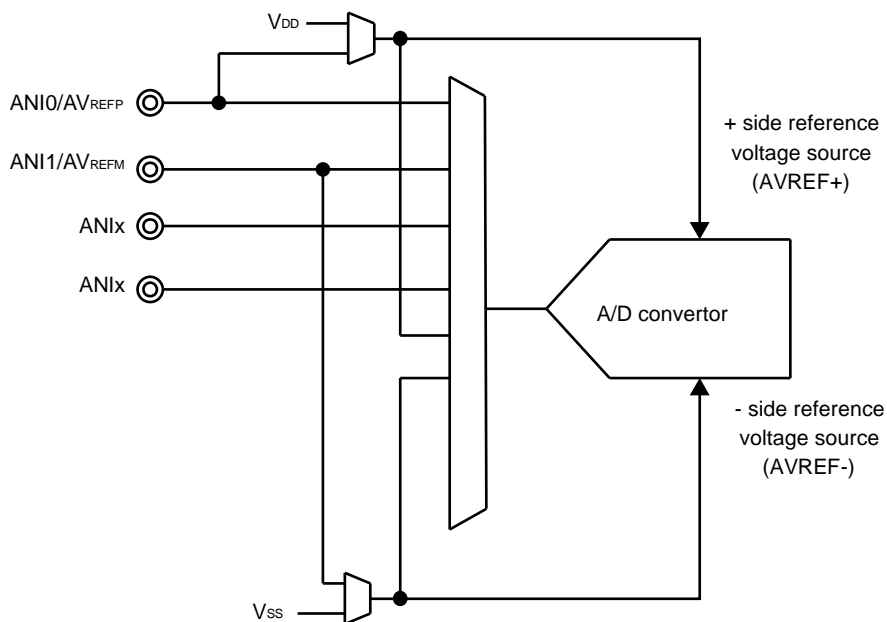 VDD
ANI0/AVREFP
ANI1/AVREFM
ANIx
ANIx
+ side reference
voltage source
(AVREF+)
A/D convertor
- side reference
voltage source
(AVREF-)
VSS